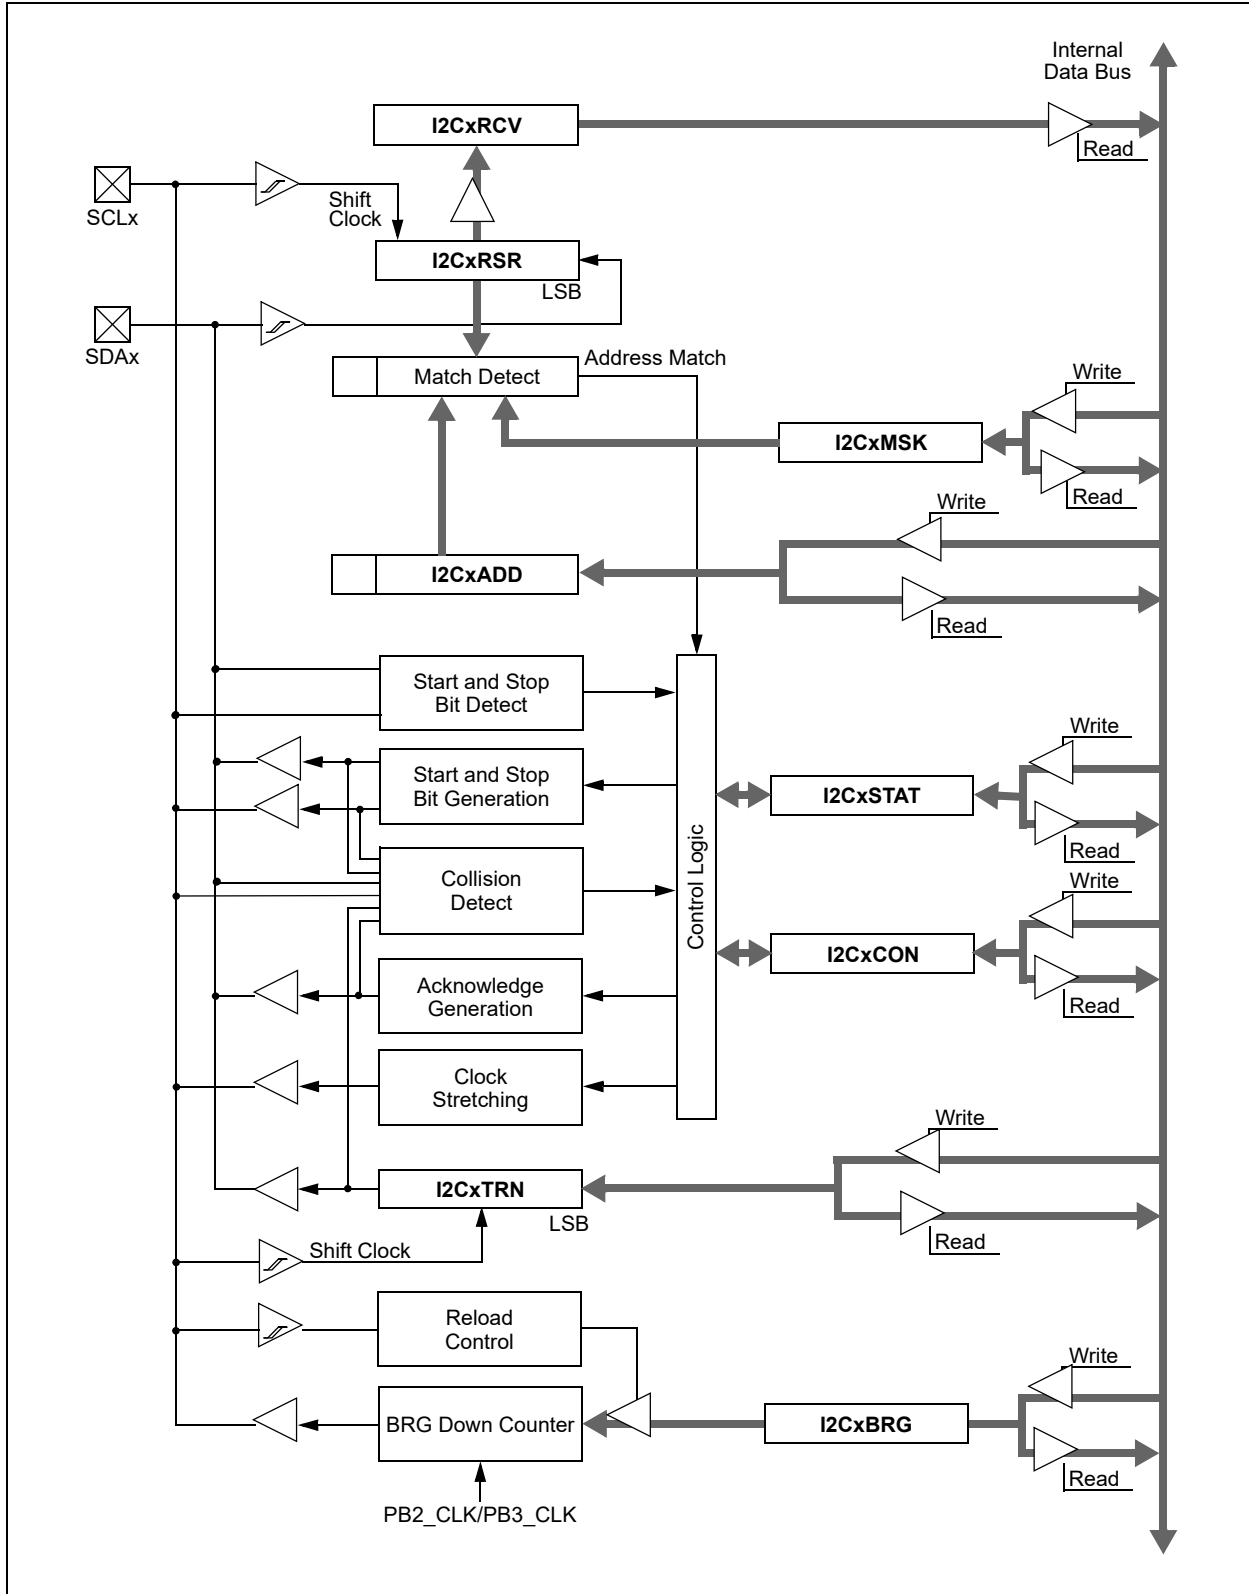 Internal
Data Bus
I2CxRCV
Read
SCLx
Shift
Clock
I2CxRSR
LSB
SDAx
Address Match
Match Detect
Write
I2CxMSK
Read
Write
I2CxADD
Read
Start and Stop
Bit Detect
Write
Start and Stop
Bit Generation
I2CxSTAT
Read
Control Logic
Collision
Detect
Write
I2CxCON
Read
Acknowledge
Generation
Clock
Stretching
Write
I2CxTRN
LSB
Read
Shift Clock
Reload
Control
Write
BRG Down Counter
I2CxBRG
Read
PB2_CLK/PB3_CLK